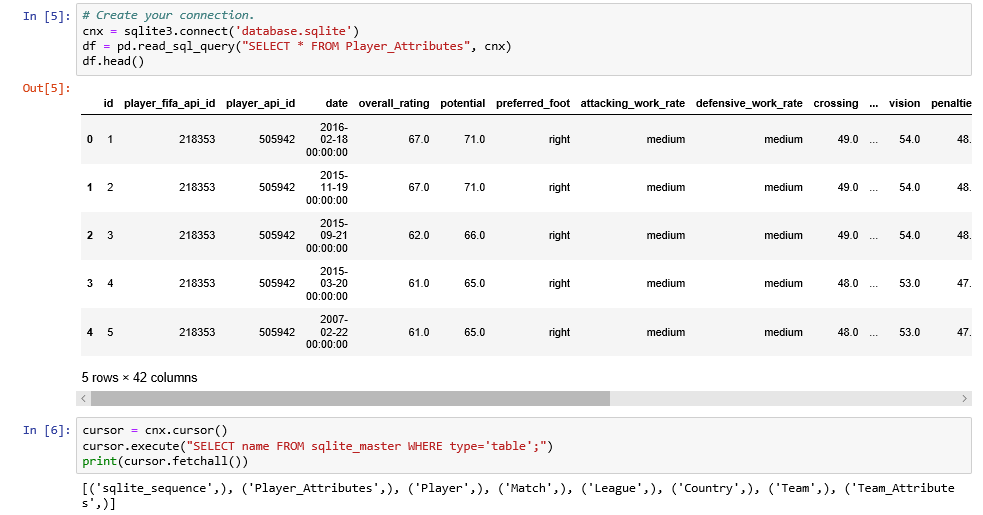 In [5]: # Create your connection.
cnx = sqlite3.connect('database.sqlite')
df = pd.read_sql_query("SELECT * FROM Player_Attributes", cnx)
df.head()
Out[5]:
id player_fifa_api_id player_api_id date overall_rating potential preferred_foot attacking_work_rate defensive_work_rate crossing ... vision penaltie
2016-
0 1 218353 505942 02-18 67.0 71.0 right medium medium 49.0 ... 54.0 48.
00:00:00
2015-
1 2 218353 505942 11-19 67.0 71.0 right medium medium 49.0 ... 54.0 48.
00:00:00
2015-
2 3 218353 505942 09-21 62.0 66.0 right medium medium 49.0 ... 54.0 48.
00:00:00
2015-
3 4 218353 505942 03-20 61.0 65.0 right medium medium 48.0 ... 53.0 47.
00:00:00
2007-
4 5 218353 505942 02-22 61.0 65.0 right medium medium 48.0 ... 53.0 47.
00:00:00
5 rows × 42 columns
In [6]: cursor = cnx.cursor()
cursor.execute("SELECT name FROM sqlite_master WHERE type='table';")
print(cursor.fetchall())
[('sqlite_sequence',), ('Player_Attributes',), ('Player',), ('Match',), ('League',), ('Country',), ('Team',), ('Team_Attribute
s',)]